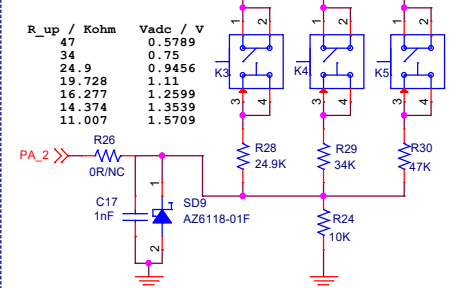 R_up / Kohm Vadc / V
47 0.5789
34 0.75
24.9 0.9456
19.728 1.11
16.277 1.2599
14.374 1.3539
11.007 1.5709
1 2 1 2 1 2
K3 K4 K5
3 4 3 4 3 4
R26
PA_2
0R/NC
R28
24.9K
R29
34K
R30
47K
C17
1nF
1
SD9
AZ6118-01F
2
R24
10K